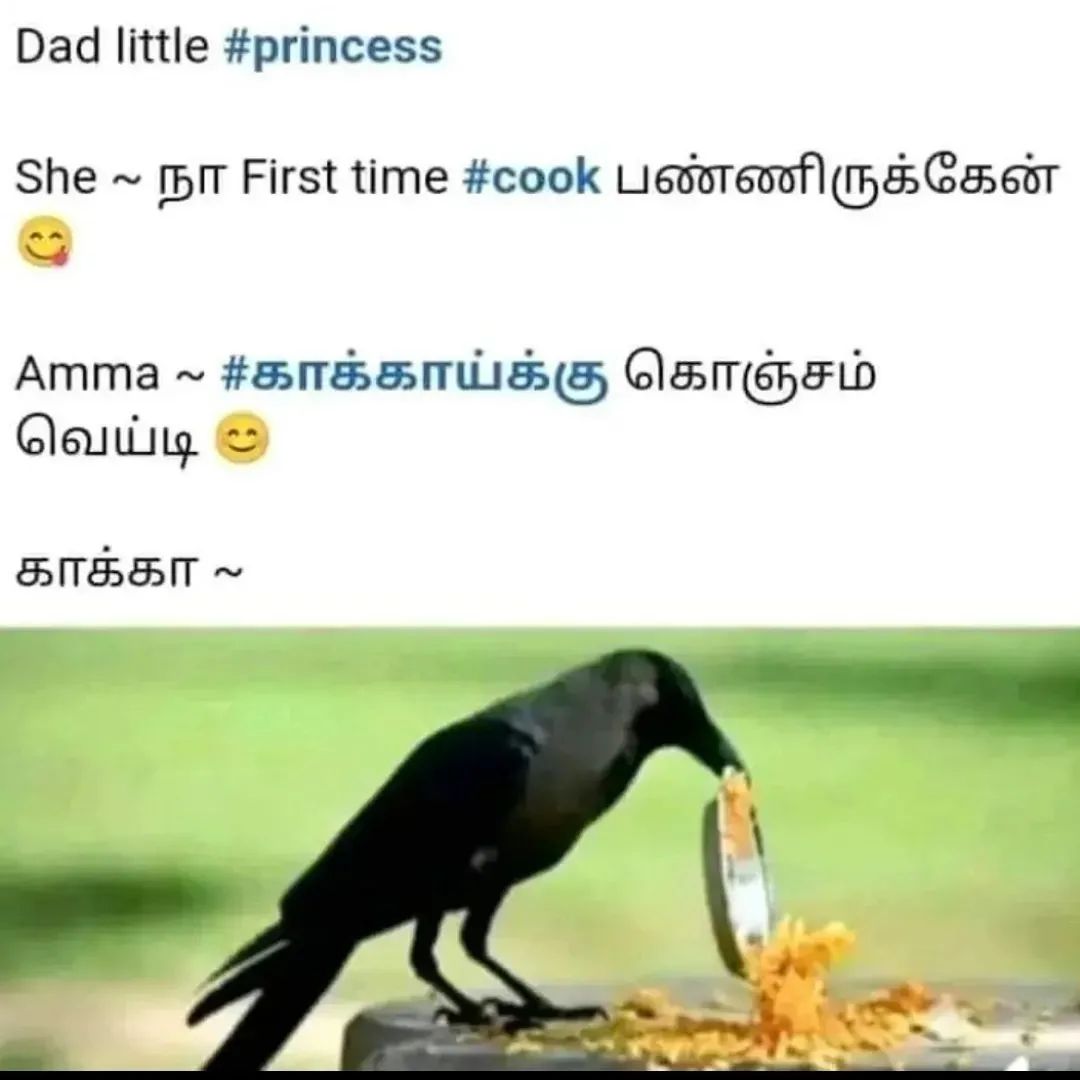 Dad little #princess
She ~ நா First time #cook பண்ணிருக்கேன்
😋
Amma ~ #காக்காய்க்கு கொஞ்சம்
வெய்டி 😊
காக்கா ~